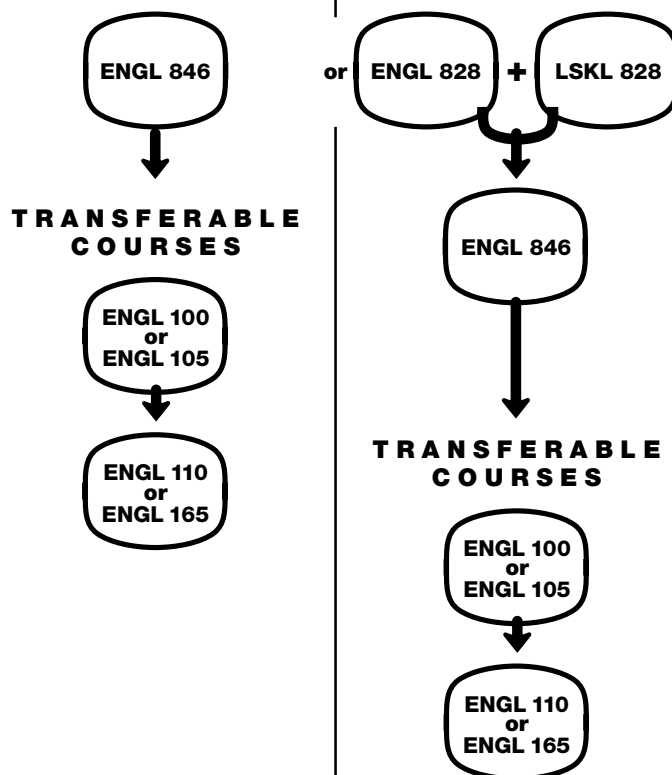 ENGL 846
TRANSFERABLE
COURSES
ENGL 100
or
ENGL 105
ENGL 110
or
ENGL 165
or ENGL 828 + LSKL 828
ENGL 846
TRANSFERABLE
COURSES
ENGL 100
or
ENGL 105
ENGL 110
or
ENGL 165